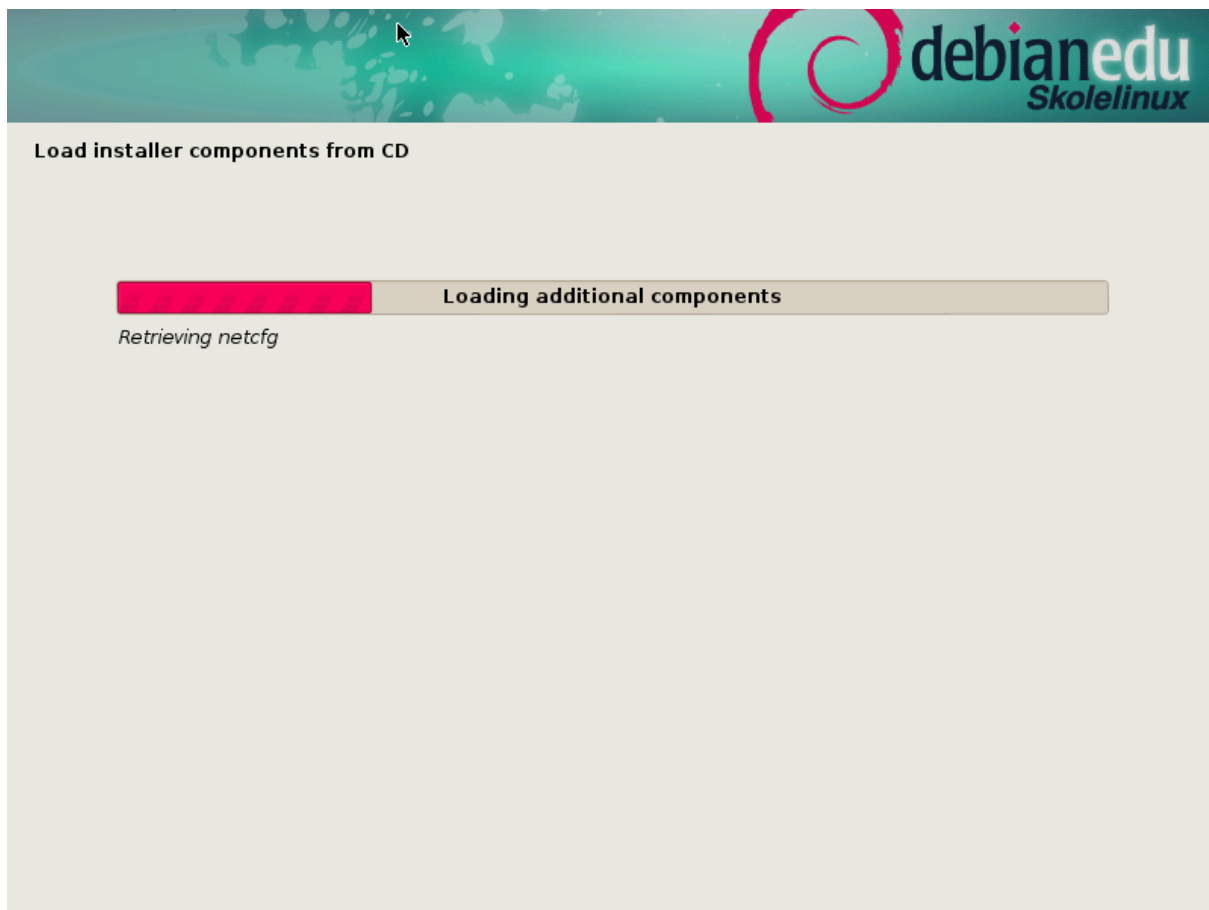 debianedu
Skolelinux
Load installer components from CD
Loading additional components
Retrieving netcfg